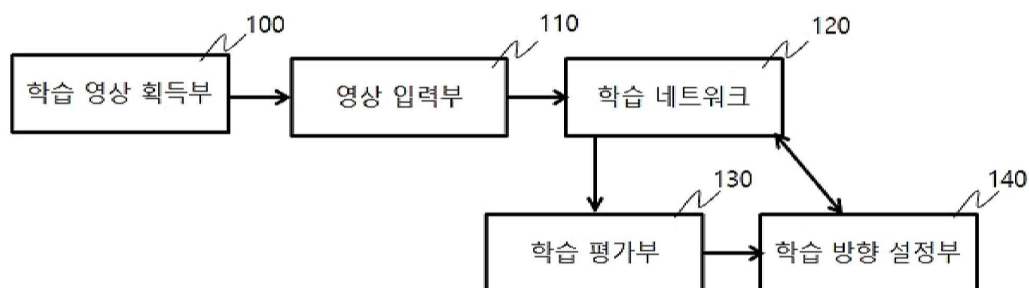 100
학습 영상 획득부
110
영상 입력부
120
학습 네트워크
130
학습 평가부
140
학습 방향 설정부